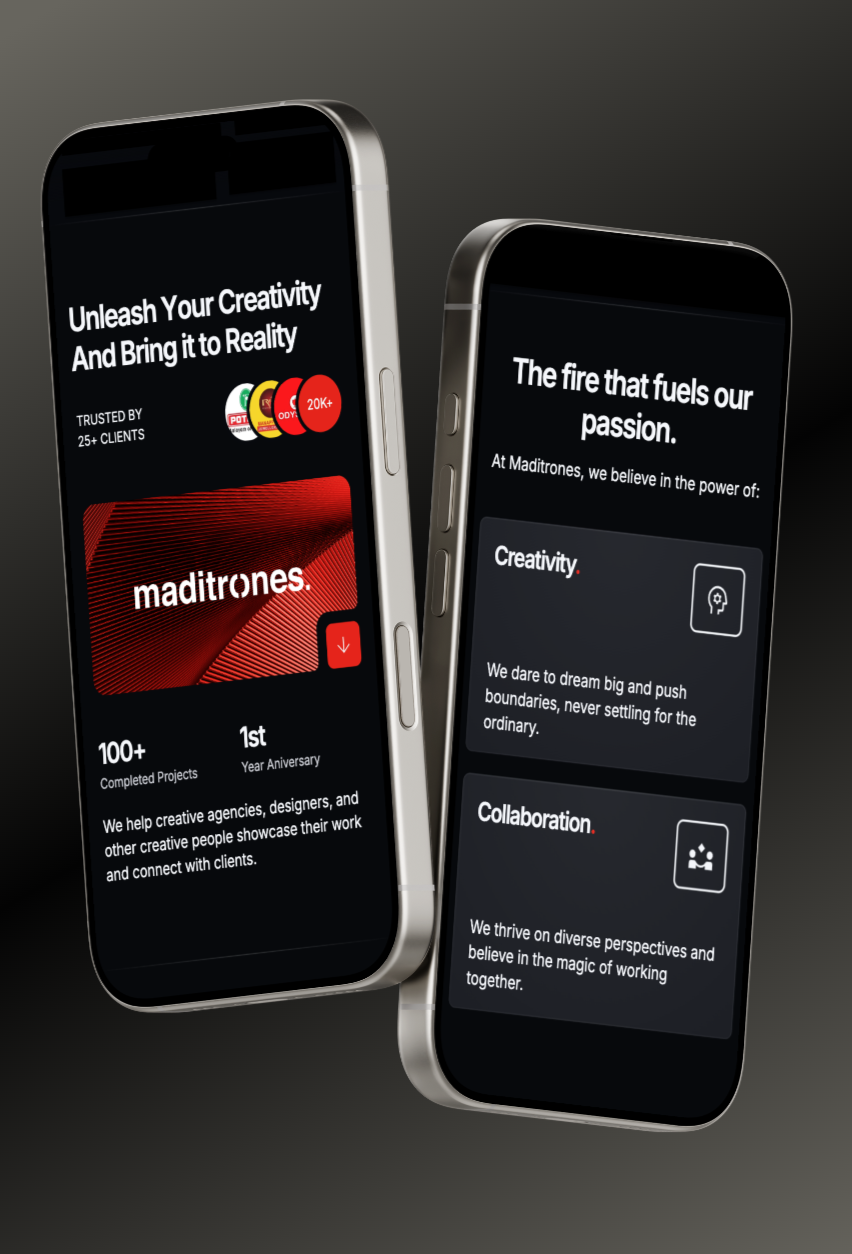 Unleash Your Creativity
And Bring it to Reality
TRUSTED BY
25+ CLIENTS
20K+
maditrones.
100+
Completed Projects
1st
Year Aniversary
We help creative agencies, designers, and
other creative people showcase their work
and connect with clients.
The fire that fuels our
passion.
At Maditrones, we believe in the power of:
Creativity.
We dare to dream big and push
boundaries, never settling for the
ordinary.
Collaboration.
We thrive on diverse perspectives and
believe in the magic of working
together.